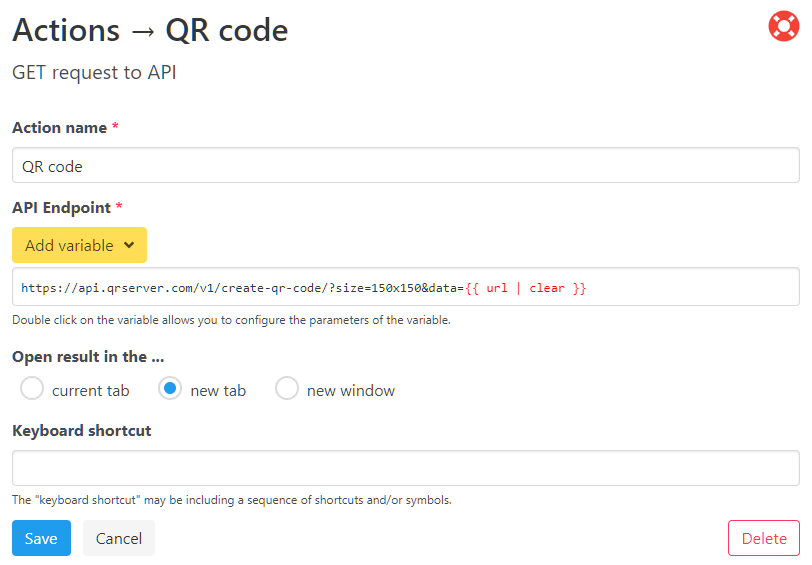 Actions → QR code
GET request to API
Action name *
QR code
API Endpoint *
Add variable
https://api.qrserver.com/v1/create-qr-code/?size=150x150&data={{ url | clear }}
Double click on the variable allows you to configure the parameters of the variable.
Open result in the ...
current tab new tab new window
Keyboard shortcut
The "keyboard shortcut" may be including a sequence of shortcuts and/or symbols.
Save Cancel Delete